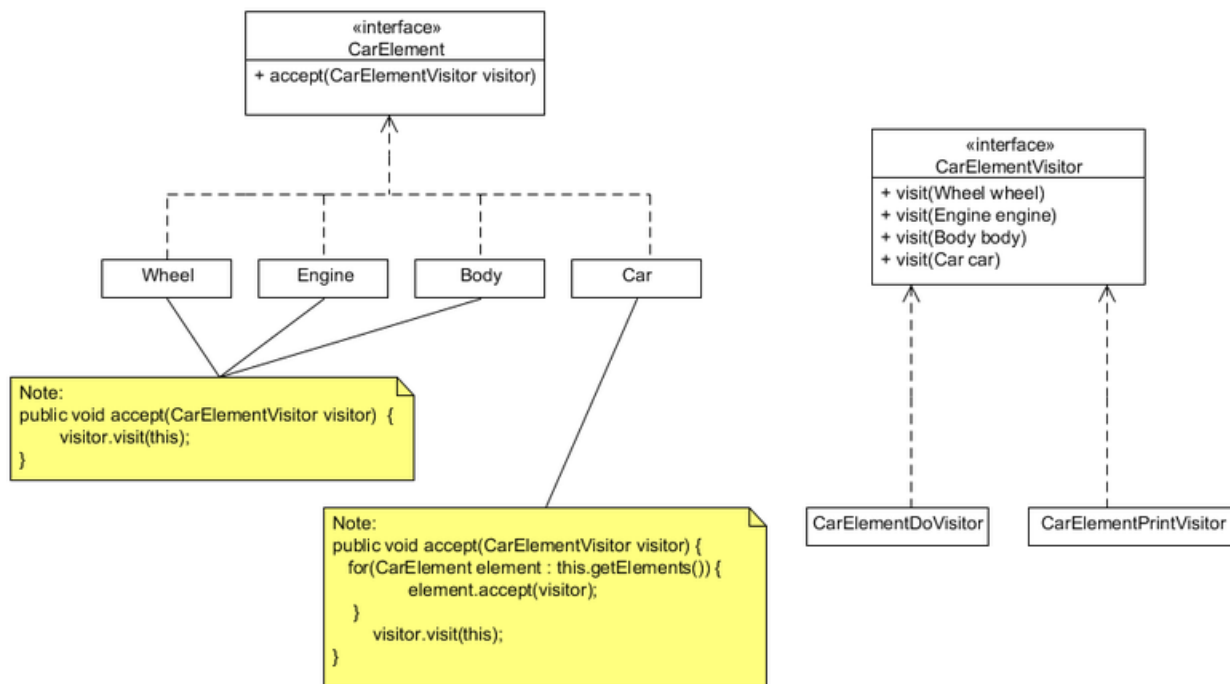 «interface»
CarElement
+ accept(CarElementVisitor visitor)
«interface»
CarElementVisitor
+ visit(Wheel wheel)
+ visit(Engine engine)
+ visit(Body body)
+ visit(Car car)
Wheel
Engine
Body
Car
Note:
public void accept(CarElementVisitor visitor) {
visitor.visit(this);
}
Note:
public void accept(CarElementVisitor visitor) {
for(CarElement element : this.getElements()) {
element.accept(visitor);
}
visitor.visit(this);
}
CarElementDoVisitor
CarElementPrintVisitor